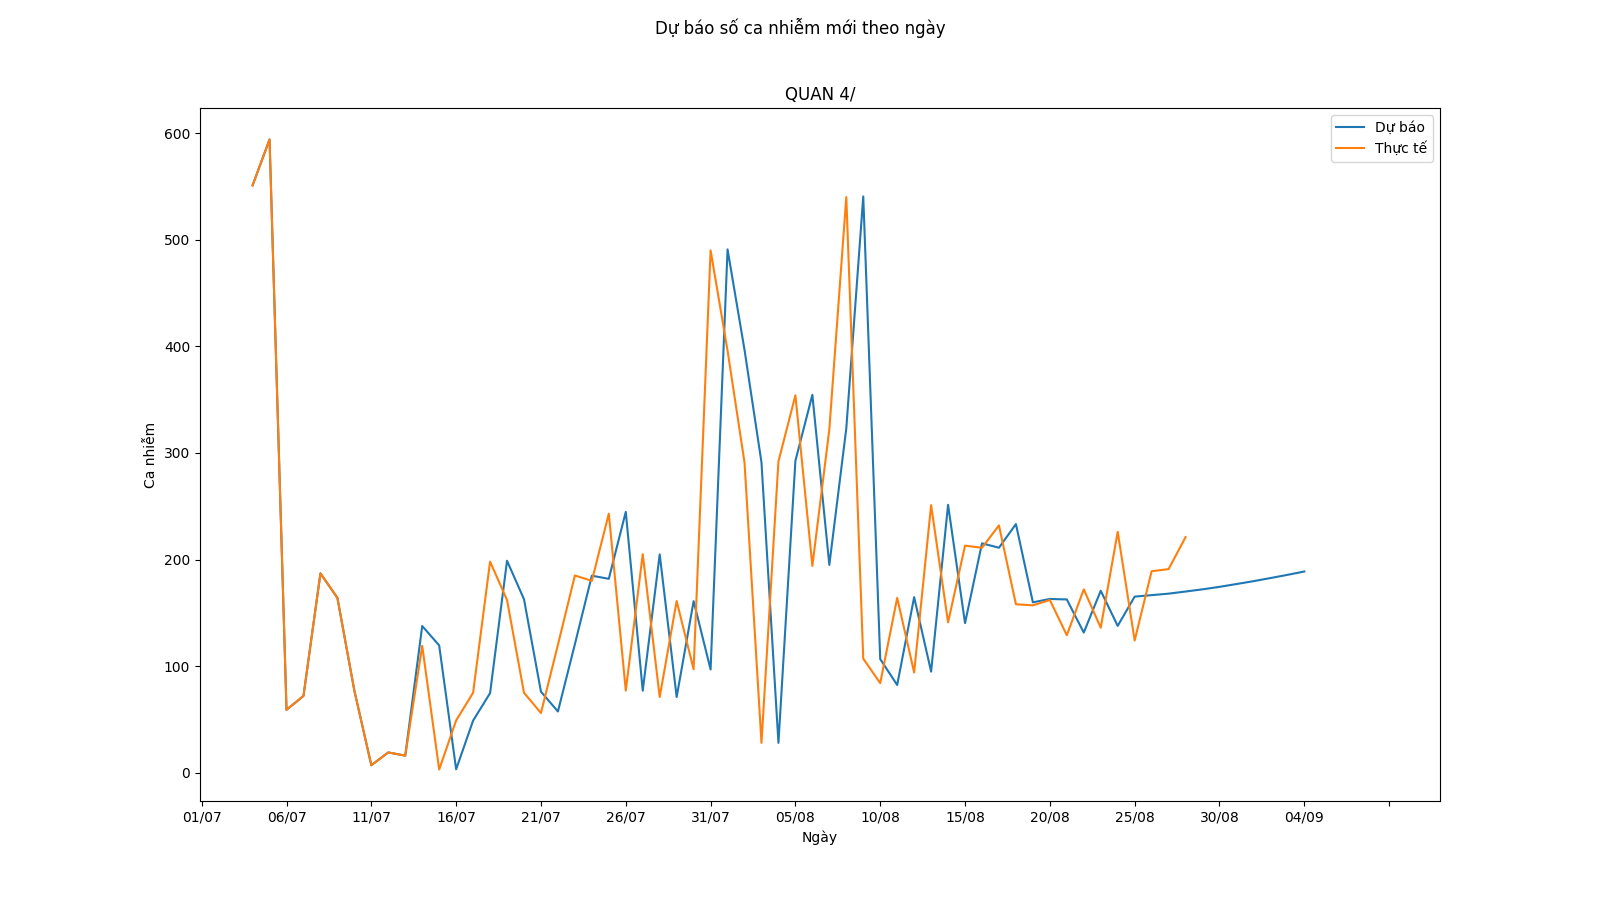 Dự báo số ca nhiễm mới theo ngày
QUAN 4/
Dự báo
Thực tế
Ca nhiễm
600
500
400
300
200
100
0
01/07 06/07 11/07 16/07 21/07 26/07 31/07 05/08 10/08 15/08 20/08 25/08 30/08 04/09
Ngày